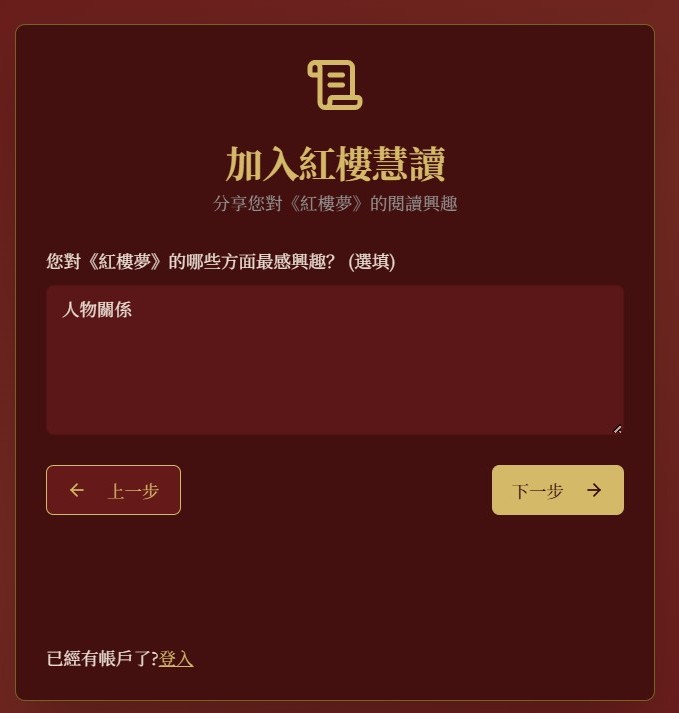 加入紅樓慧讀
分享您對《紅樓夢》的閱讀興趣
您對《紅樓夢》的哪些方面最感興趣？ (選填)
人物關係
上一步
下一步
已經有帳戶了?登入